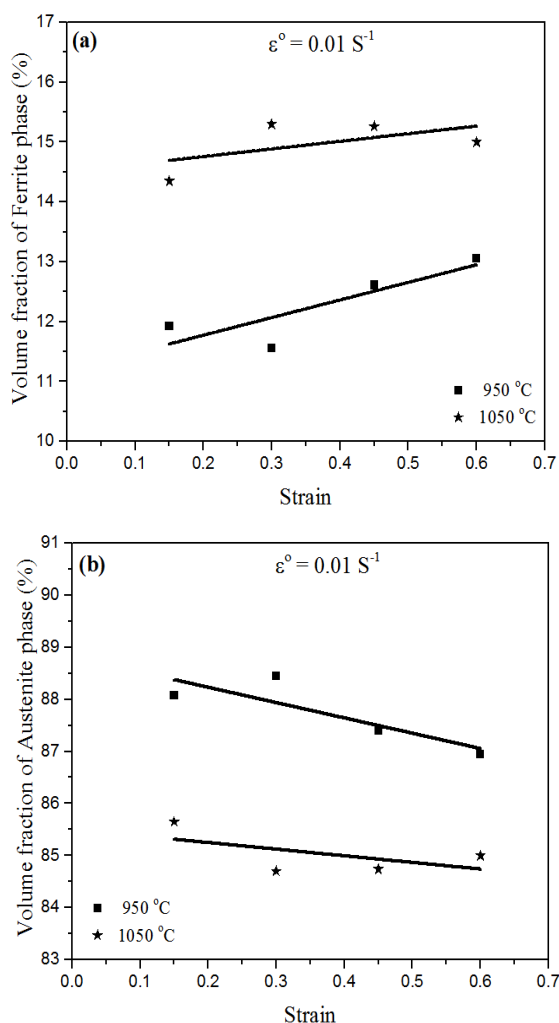 (a)
ε° = 0.01 S⁻¹
Volume fraction of Ferrite phase (%)
17
16
15
14
13
12
11
10
950 °C
1050 °C
0.0 0.1 0.2 0.3 0.4 0.5 0.6 0.7
Strain
(b)
ε° = 0.01 S⁻¹
Volume fraction of Austenite phase (%)
91
90
89
88
87
86
85
84
83
950 °C
1050 °C
0.0 0.1 0.2 0.3 0.4 0.5 0.6 0.7
Strain